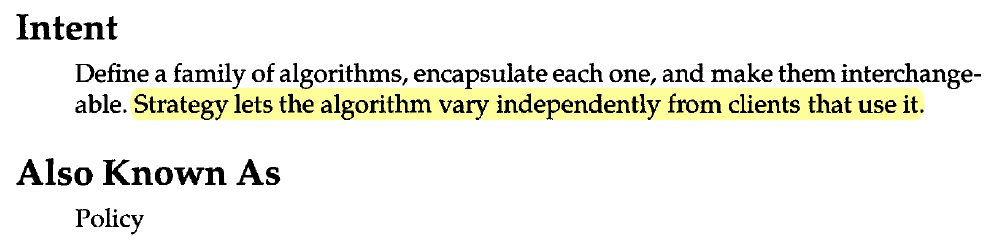 Intent
Define a family of algorithms, encapsulate each one, and make them interchange-
able. Strategy lets the algorithm vary independently from clients that use it.
Also Known As
Policy